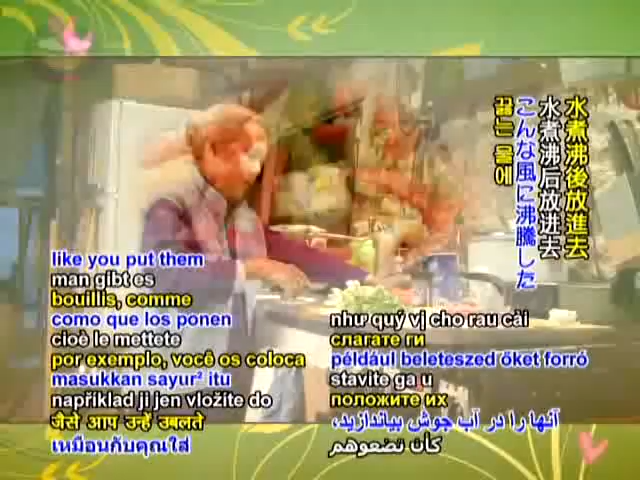 水煮沸後放進去
水煮沸后放进去
こんな風に沸騰した
끓는 물에
like you put them
man gibt es
bouillis, comme
como que los ponen
cioè le mettete
por exemplo, você os coloca
masukkan sayur² itu
například ji jen vložíte do
जैसे आप उन्हें उबलते
เหมือนกับคุณใส่
như quý vị cho rau cải
слагате ги
például beleteszed őket forró
stavite ga u
положите их
آنها را در آب جوش بیاندازید،
كأن تضعوهم